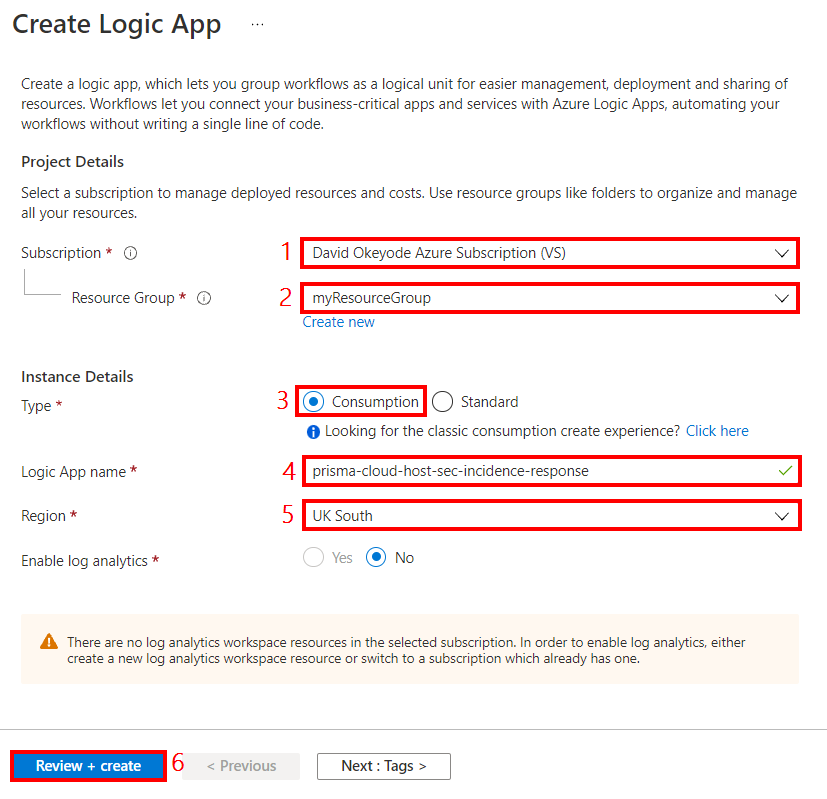 Create Logic App ...
Create a logic app, which lets you group workflows as a logical unit for easier management, deployment and sharing of
resources. Workflows let you connect your business-critical apps and services with Azure Logic Apps, automating your
workflows without writing a single line of code.
Project Details
Select a subscription to manage deployed resources and costs. Use resource groups like folders to organize and manage
all your resources.
Subscription * 1 David Okeyode Azure Subscription (VS)
Resource Group * 2 myResourceGroup
Create new
Instance Details
Type * 3 Consumption Standard
Looking for the classic consumption create experience? Click here
Logic App name * 4 prisma-cloud-host-sec-incidence-response
Region * 5 UK South
Enable log analytics * Yes No
There are no log analytics workspace resources in the selected subscription. In order to enable log analytics, either
create a new log analytics workspace resource or switch to a subscription which already has one.
Review + create 6 < Previous Next : Tags >